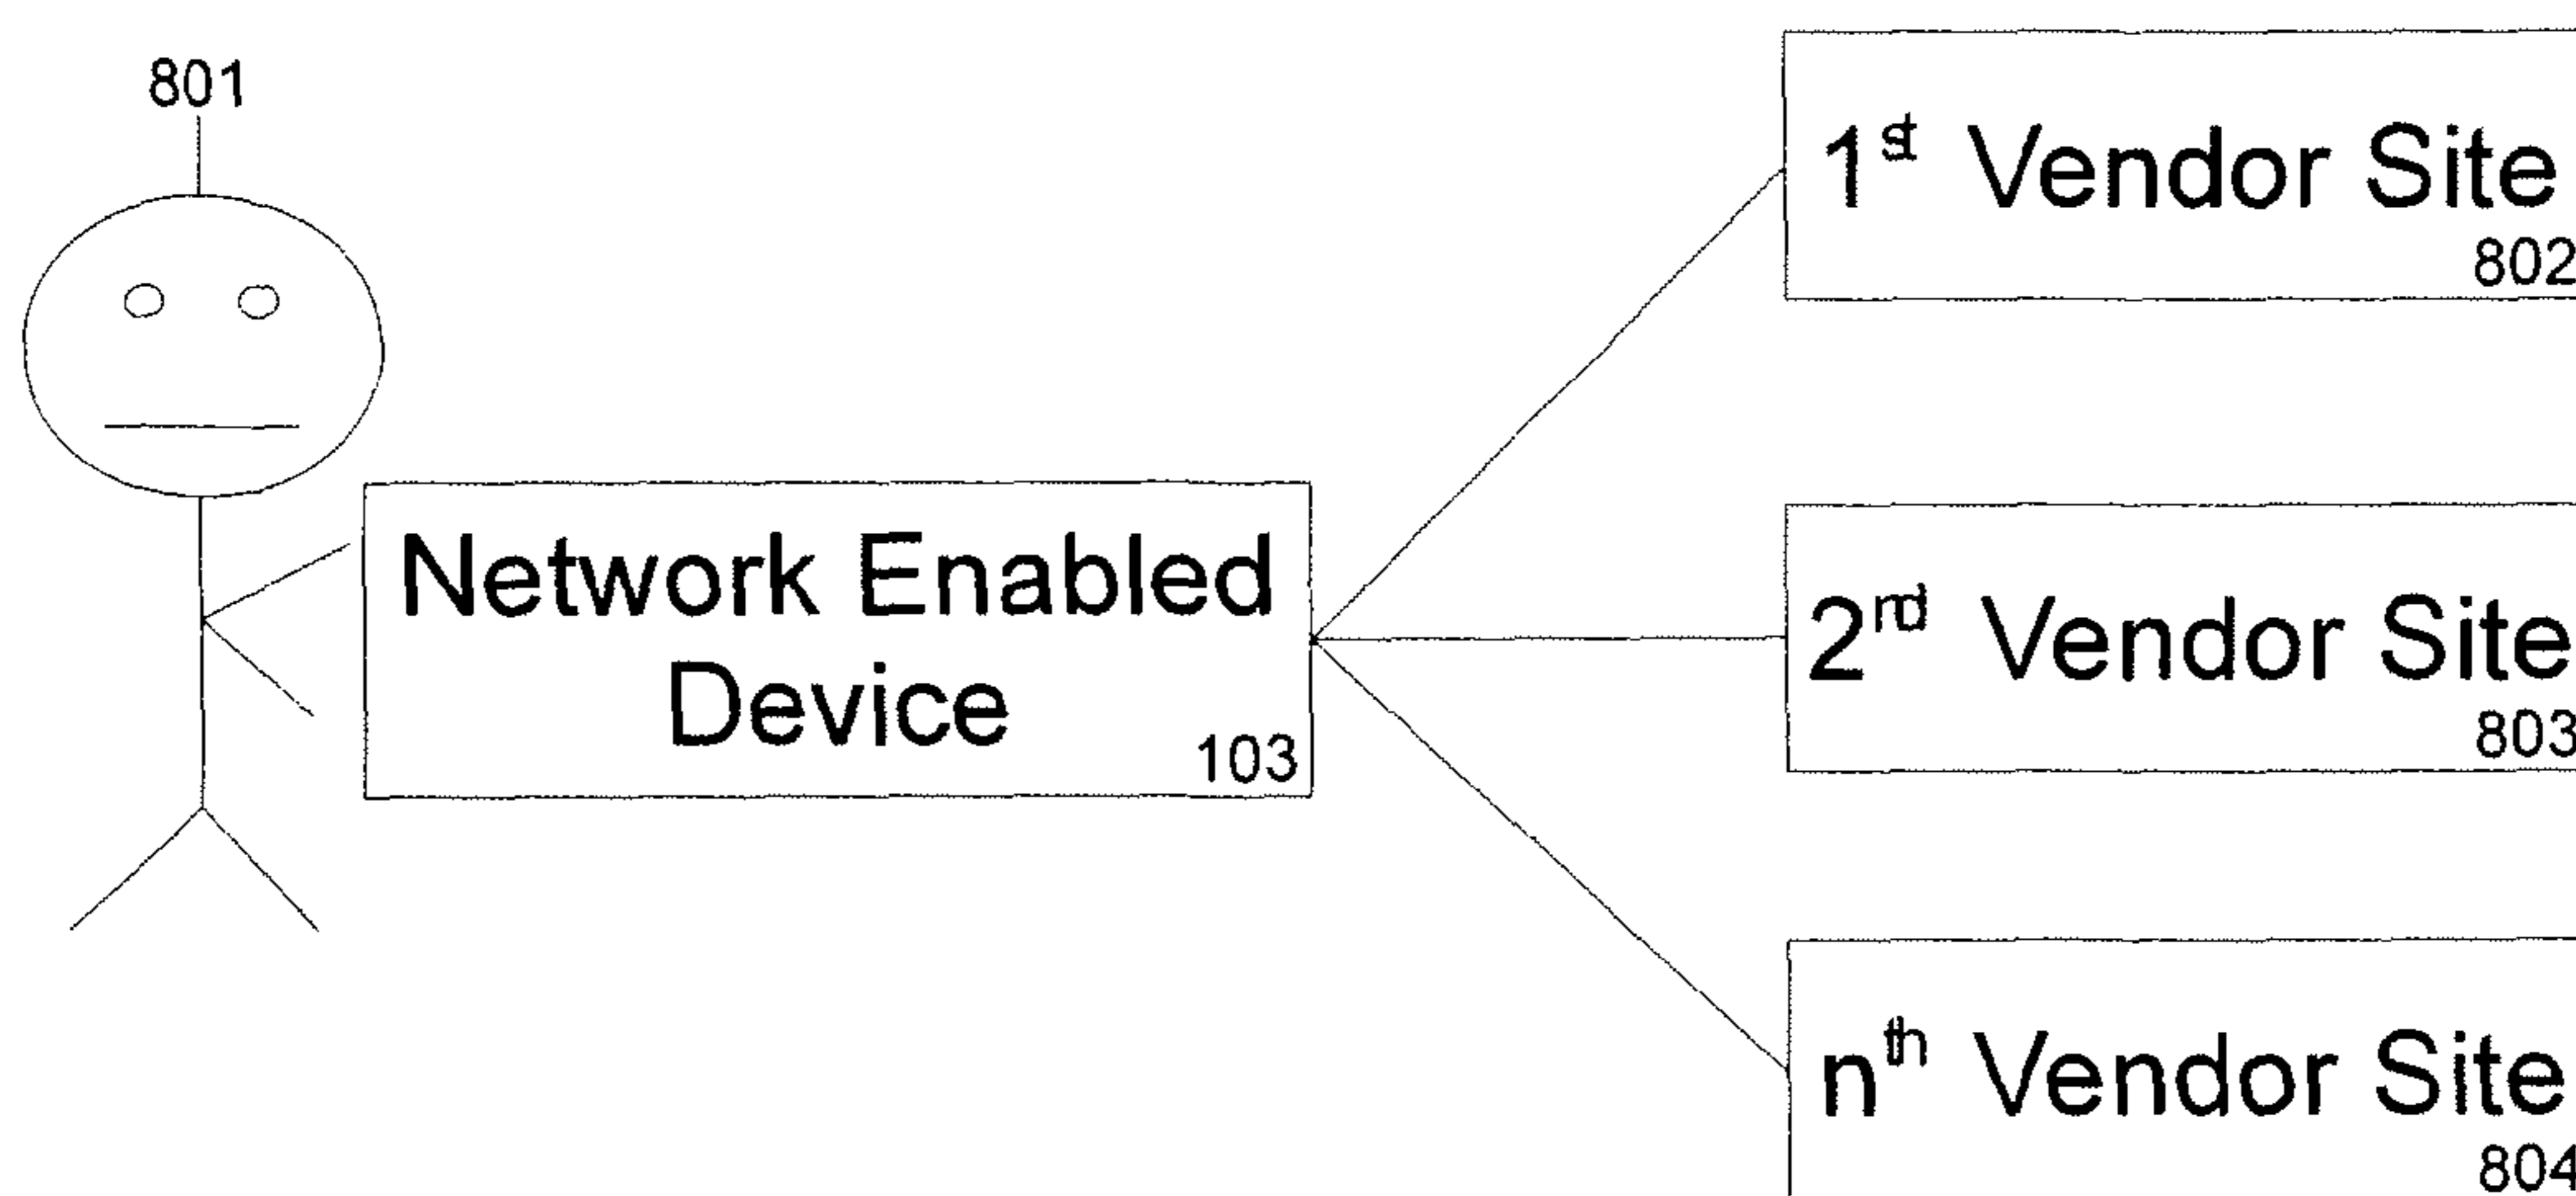 801
1st Vendor Site
802
Network Enabled
Device
103
2nd Vendor Site
803
nth Vendor Site
804